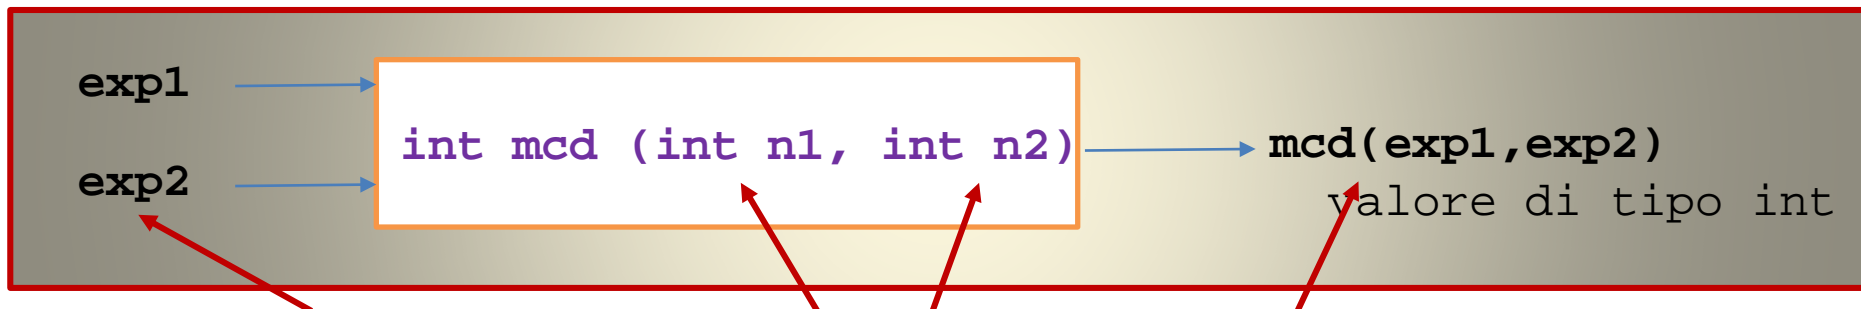 exp1
int mcd (int n1, int n2)
mcd(exp1,exp2)
exp2
valore di tipo int